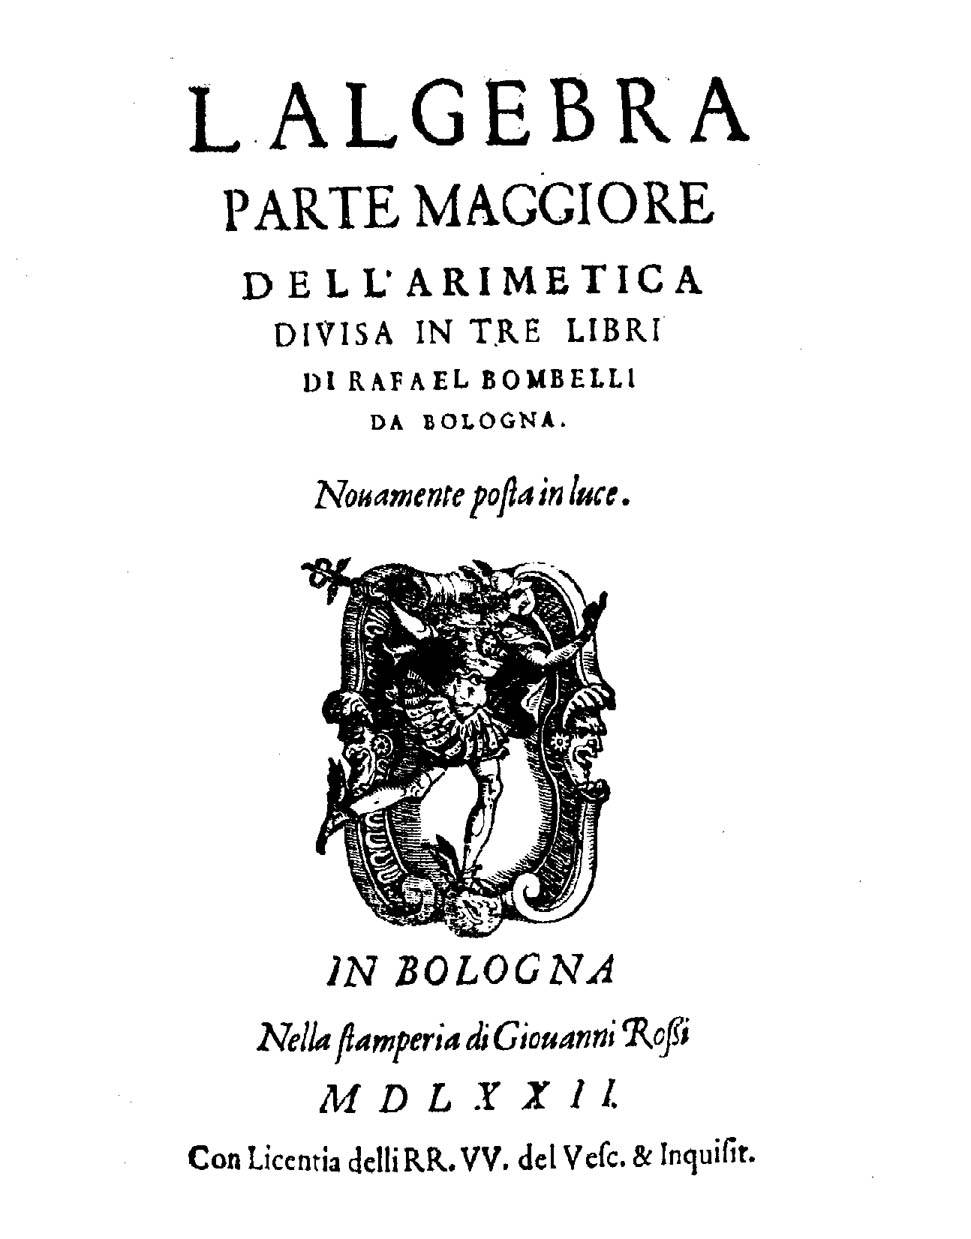 L ALGEBRA
PARTE MAGGIORE
DELL'ARIMETICA
DIVISA IN TRE LIBRI
DI RAFAEL BOMBELLI
DA BOLOGNA.
Nouamente poſta in luce.
IN BOLOGNA
Nella ſtamperia di Giouanni Roſſi
MDLXXII.
Con Licentia delli RR. VV. del Veſc. & Inquiſit.